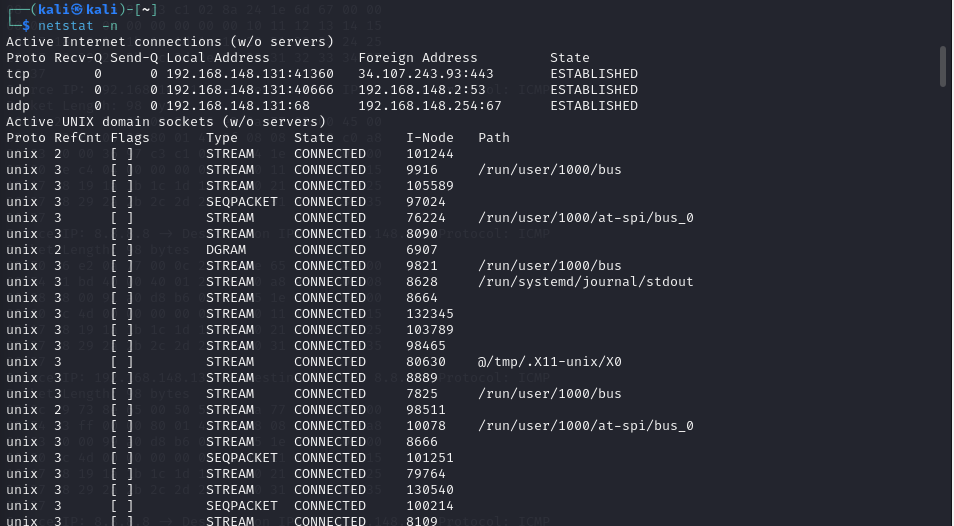 ┌──(kali㉿kali)-[~]
└─$ netstat -n
Active Internet connections (w/o servers)
Proto Recv-Q Send-Q Local Address           Foreign Address         State
tcp        0      0 192.168.148.131:41360   34.107.243.93:443       ESTABLISHED
udp        0      0 192.168.148.131:40666   192.168.148.2:53        ESTABLISHED
udp        0      0 192.168.148.131:68      192.168.148.254:67      ESTABLISHED
Active UNIX domain sockets (w/o servers)
Proto RefCnt Flags       Type       State         I-Node   Path
unix  2      [ ]         STREAM     CONNECTED     101244
unix  3      [ ]         STREAM     CONNECTED     9916     /run/user/1000/bus
unix  3      [ ]         STREAM     CONNECTED     105589
unix  3      [ ]         SEQPACKET  CONNECTED     97024
unix  3      [ ]         STREAM     CONNECTED     76224    /run/user/1000/at-spi/bus_0
unix  3      [ ]         STREAM     CONNECTED     8090
unix  2      [ ]         DGRAM      CONNECTED     6907
unix  3      [ ]         STREAM     CONNECTED     9821     /run/user/1000/bus
unix  3      [ ]         STREAM     CONNECTED     8628     /run/systemd/journal/stdout
unix  3      [ ]         STREAM     CONNECTED     8664
unix  3      [ ]         STREAM     CONNECTED     132345
unix  3      [ ]         STREAM     CONNECTED     103789
unix  3      [ ]         STREAM     CONNECTED     98465
unix  3      [ ]         STREAM     CONNECTED     80630    @/tmp/.X11-unix/X0
unix  3      [ ]         STREAM     CONNECTED     8889
unix  3      [ ]         STREAM     CONNECTED     7825     /run/user/1000/bus
unix  2      [ ]         STREAM     CONNECTED     98511
unix  3      [ ]         STREAM     CONNECTED     10078    /run/user/1000/at-spi/bus_0
unix  3      [ ]         STREAM     CONNECTED     8666
unix  3      [ ]         SEQPACKET  CONNECTED     101251
unix  3      [ ]         STREAM     CONNECTED     79764
unix  3      [ ]         STREAM     CONNECTED     130540
unix  3      [ ]         SEQPACKET  CONNECTED     100214
unix  3      [ ]         STREAM     CONNECTED     8109